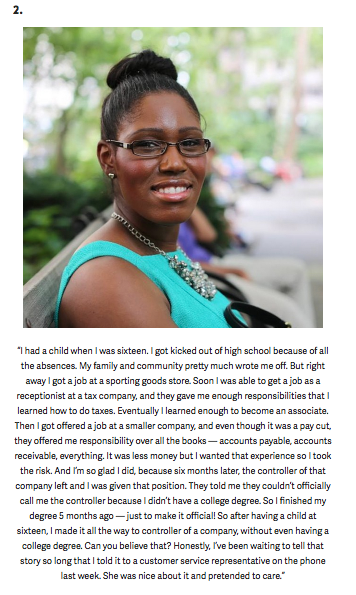 2.
"I had a child when I was sixteen. I got kicked out of high school because of all
the absences. My family and community pretty much wrote me off. But right
away I got a job at a sporting goods store. Soon I was able to get a job as a
receptionist at a tax company, and they gave me enough responsibilities that I
learned how to do taxes. Eventually I learned enough to become an associate.
Then I got offered a job at a smaller company, and even though it was a pay cut,
they offered me responsibility over all the books — accounts payable, accounts
receivable, everything. It was less money but I wanted that experience so I took
the risk. And I'm so glad I did, because six months later, the controller of that
company left and I was given that position. They told me they couldn't officially
call me the controller because I didn't have a college degree. So I finished my
degree 5 months ago — just to make it official! So after having a child at
sixteen, I made it all the way to controller of a company, without even having a
college degree. Can you believe that? Honestly, I've been waiting to tell that
story so long that I told it to a customer service representative on the phone
last week. She was nice about it and pretended to care."